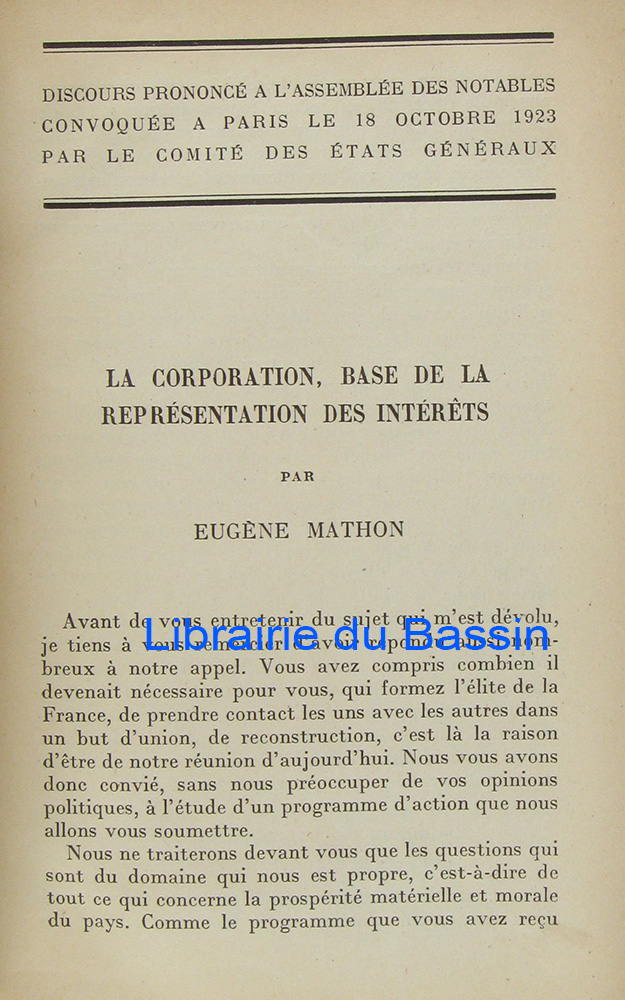 DISCOURS PRONONCÉ A L'ASSEMBLÉE DES NOTABLES
CONVOQUÉE A PARIS LE 18 OCTOBRE 1923
PAR LE COMITÉ DES ÉTATS GÉNÉRAUX
LA CORPORATION, BASE DE LA
REPRÉSENTATION DES INTÉRÊTS
PAR
EUGÈNE MATHON
Avant de vous entretenir du sujet qui m'est dévolu,
je tiens à vous remercier d'avoir répondu aussi nom-
Librairie du Bassin
breux à notre appel. Vous avez compris combien il
devenait nécessaire pour vous, qui formez l'élite de la
France, de prendre contact les uns avec les autres dans
un but d'union, de reconstruction, c'est là la raison
d'être de notre réunion d'aujourd'hui. Nous vous avons
donc convié, sans nous préoccuper de vos opinions
politiques, à l'étude d'un programme d'action que nous
allons vous soumettre.
Nous ne traiterons devant vous que les questions qui
sont du domaine qui nous est propre, c'est-à-dire de
tout ce qui concerne la prospérité matérielle et morale
du pays. Comme le programme que vous avez reçu